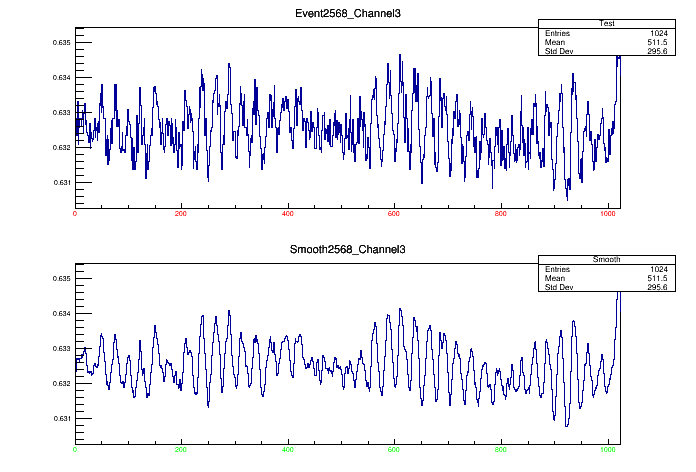 Event2568_Channel3
Test
Entries 1024
Mean 511.5
Std Dev 295.6
0.635
0.634
0.633
0.632
0.631
0 200 400 600 800 1000
Smooth2568_Channel3
Smooth
Entries 1024
Mean 511.5
Std Dev 295.6
0.635
0.634
0.633
0.632
0.631
0 200 400 600 800 1000